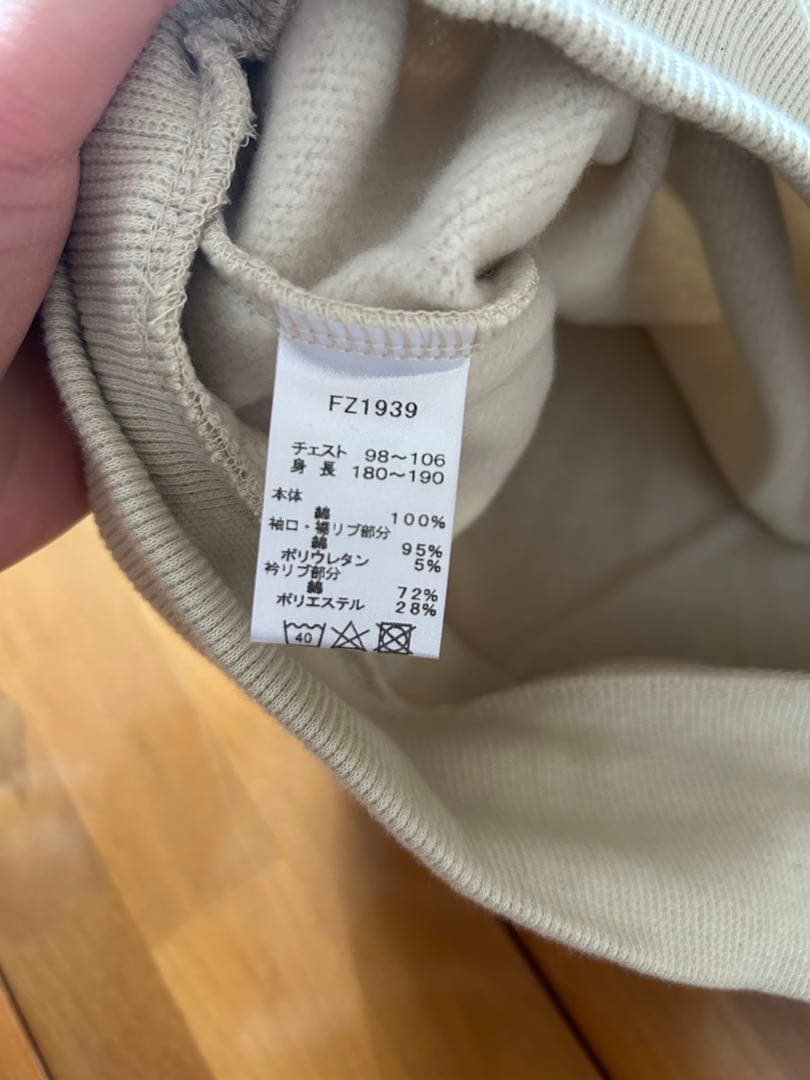 FZ1939
チェスト 98〜106
身長 180〜190
本体
綿 100%
袖口・裾リブ部分
綿 95%
ポリウレタン 5%
衿リブ部分
綿 72%
ポリエステル 28%
40